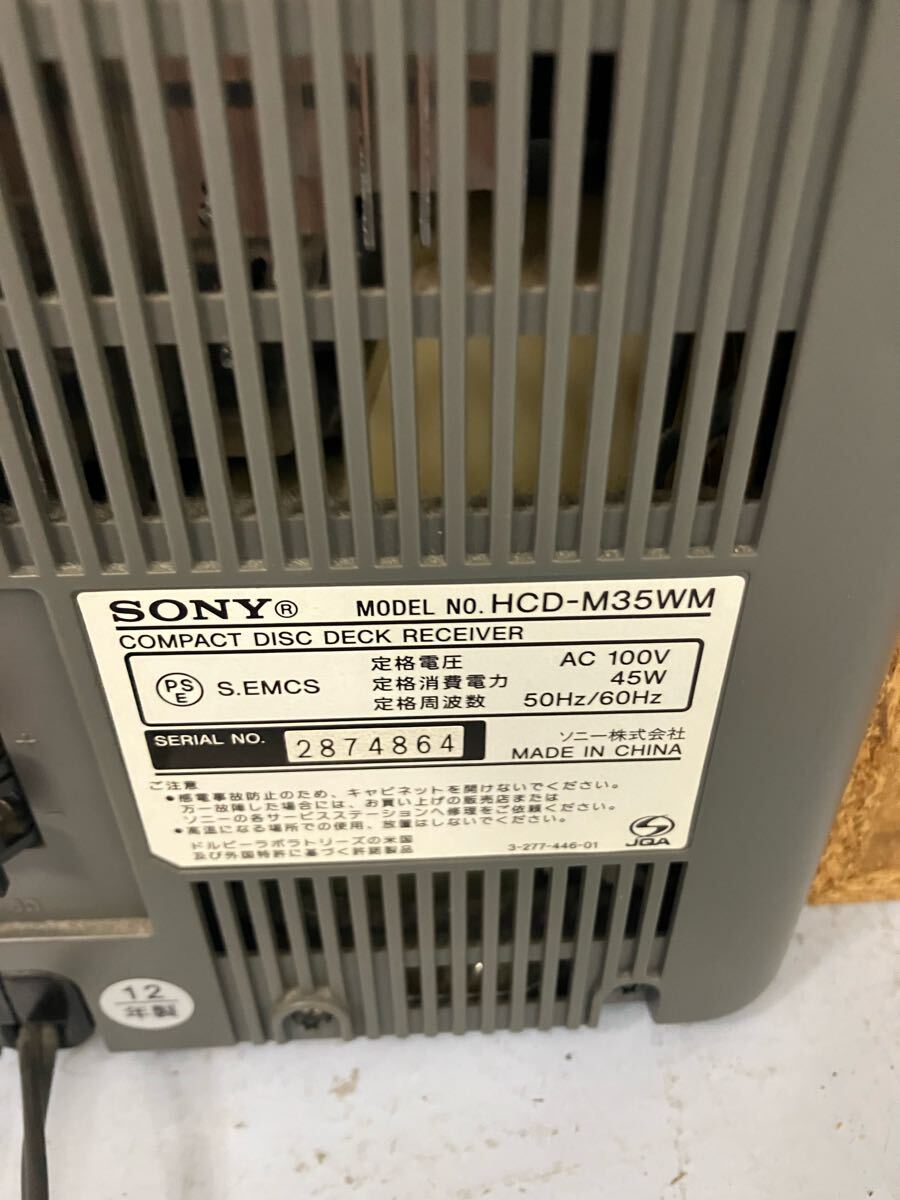 SONY® MODEL NO. HCD-M35WM
COMPACT DISC DECK RECEIVER
PSE S.EMCS
定格電圧 AC 100V
定格消費電力 45W
定格周波数 50Hz/60Hz
SERIAL NO. 2874864
ソニー株式会社
MADE IN CHINA
ご注意
●感電事故防止のため、キャビネットを開けないでください。
万一故障した場合には、お買い上げの販売店または
ソニーの各サービスステーションへ修理をご依頼ください。
●高温になる場所での使用、放置はしないでください。
ドルビーラボラトリーズの米国
及び外国特許に基づく許諾製品
3-277-446-01
JQA
12
年製
+
−